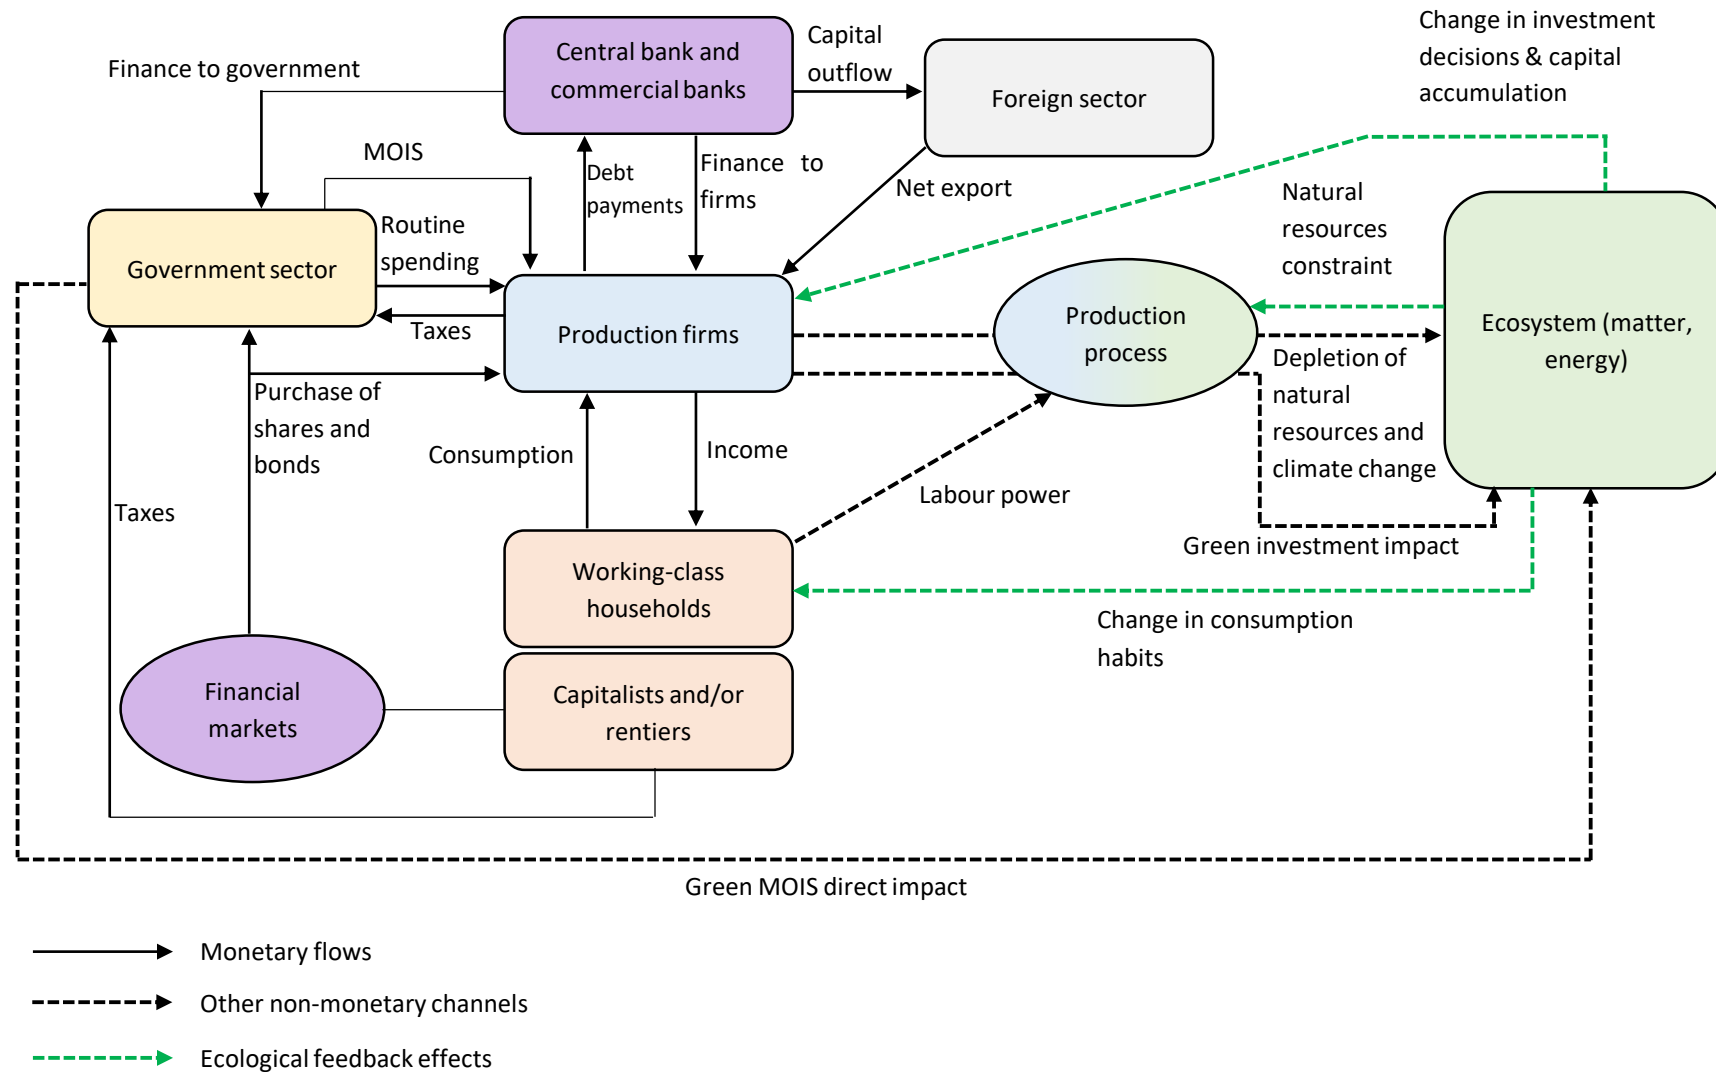 Change in investment
decisions & capital
accumulation
Central bank and
commercial banks
Capital
outflow
Foreign sector
Finance to government
MOIS
Debt
payments
Finance to
firms
Net export
Natural
resources
constraint
Government sector
Routine
spending
Taxes
Production firms
Production
process
Ecosystem (matter,
energy)
Depletion of
natural
resources and
climate change
Purchase of
shares and
bonds
Consumption
Income
Labour power
Taxes
Green investment impact
Working-class
households
Change in consumption
habits
Financial
markets
Capitalists and/or
rentiers
Green MOIS direct impact
Monetary flows
Other non-monetary channels
Ecological feedback effects